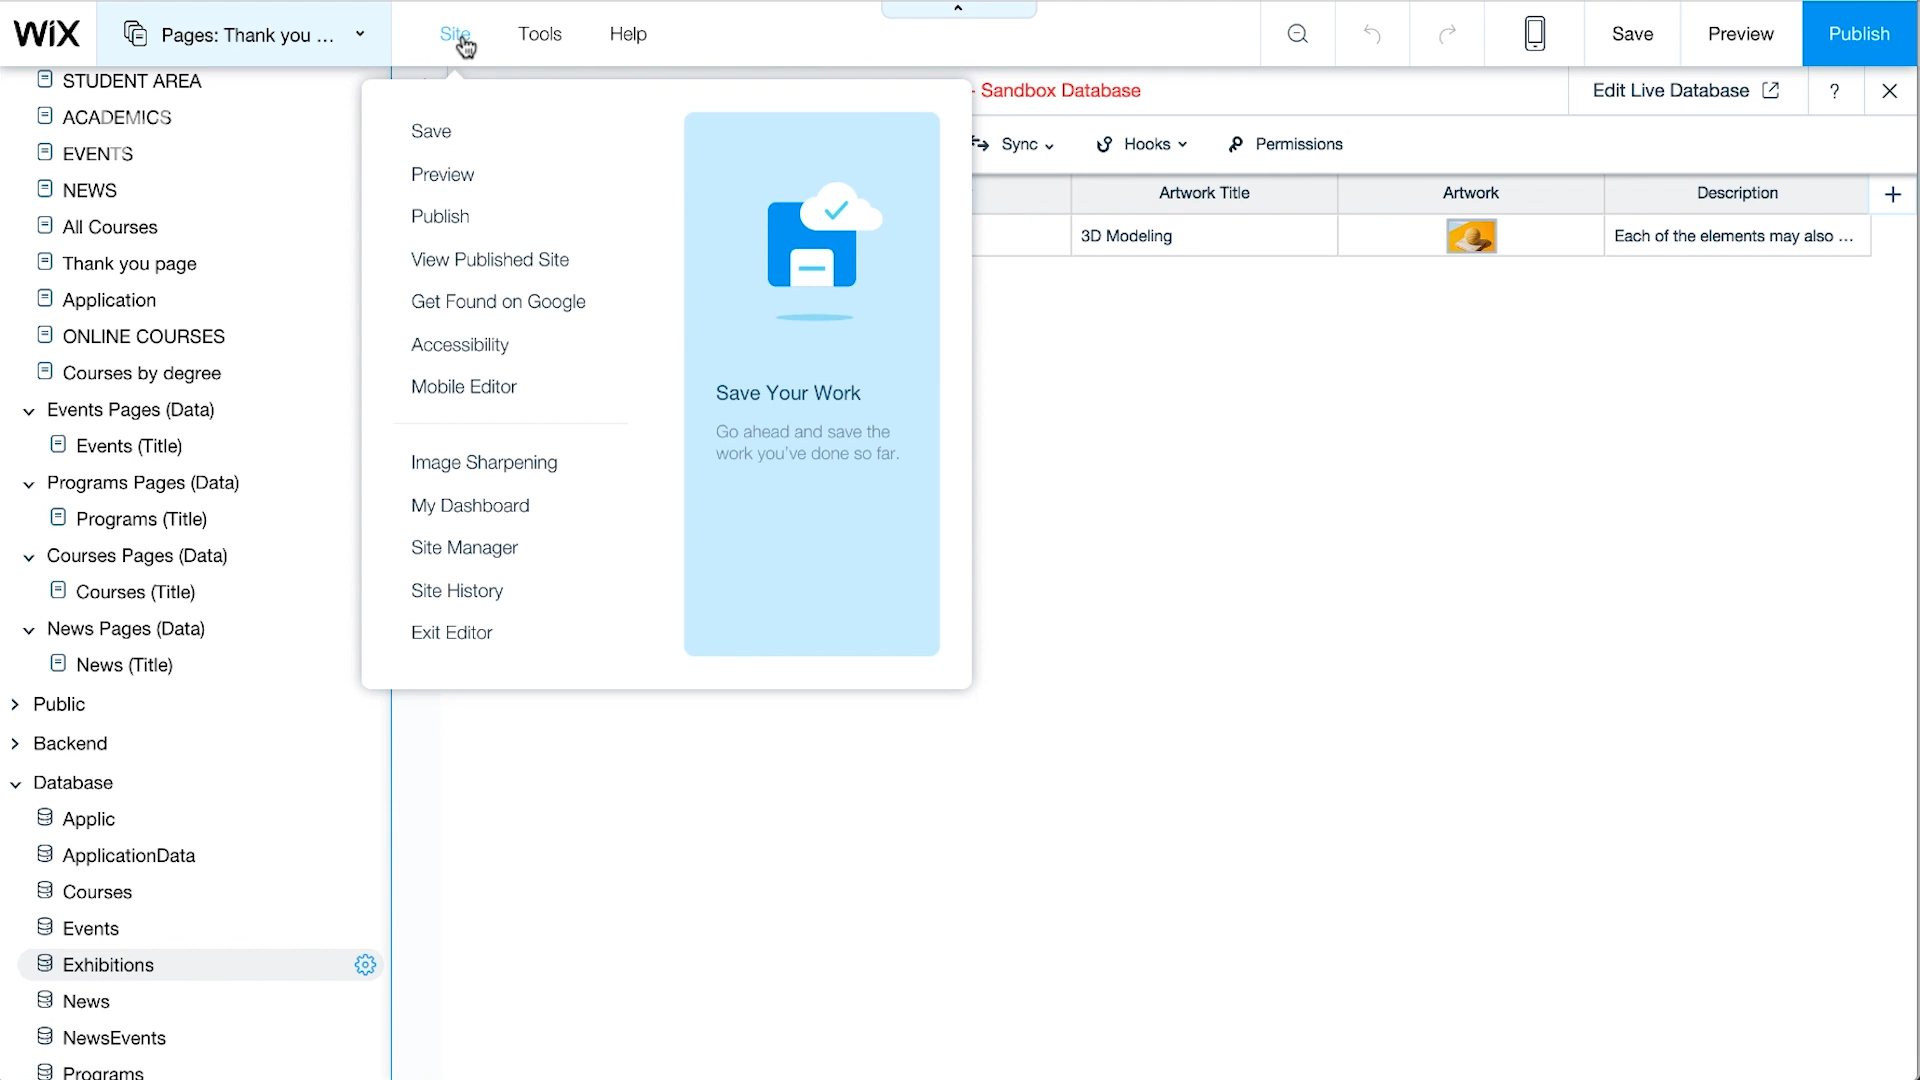 WiX
Pages: Thank you ...
Site
Tools
Help
Save
Preview
Publish
STUDENT AREA
ACADEMICS
EVENTS
NEWS
All Courses
Thank you page
Application
ONLINE COURSES
Courses by degree
Events Pages (Data)
Events (Title)
Programs Pages (Data)
Programs (Title)
Courses Pages (Data)
Courses (Title)
News Pages (Data)
News (Title)
Public
Backend
Database
Applic
ApplicationData
Courses
Events
Exhibitions
News
NewsEvents
Programs
Save
Preview
Publish
View Published Site
Get Found on Google
Accessibility
Mobile Editor
Image Sharpening
My Dashboard
Site Manager
Site History
Exit Editor
Save Your Work
Go ahead and save the
work you've done so far.
- Sandbox Database
Edit Live Database
?
Sync
Hooks
Permissions
Artwork Title
Artwork
Description
3D Modeling
Each of the elements may also ...